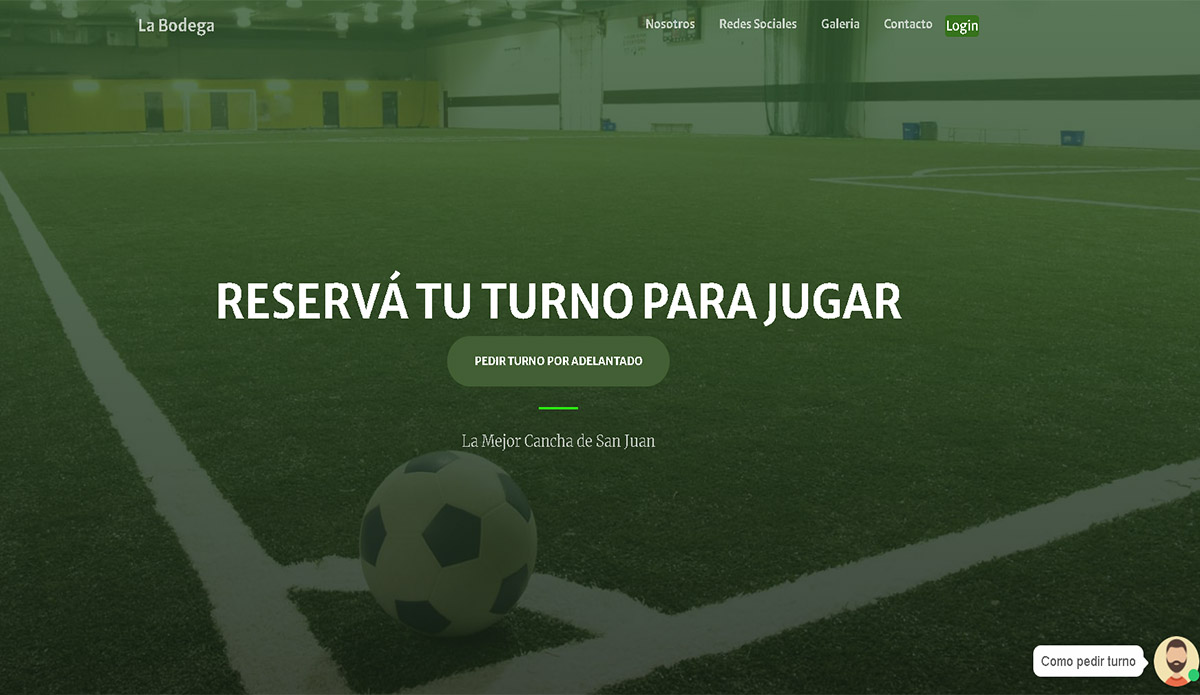 La Bodega
Nosotros
Redes Sociales
Galeria
Contacto
Login
RESERVÁ TU TURNO PARA JUGAR
PEDIR TURNO POR ADELANTADO
La Mejor Cancha de San Juan
Como pedir turno